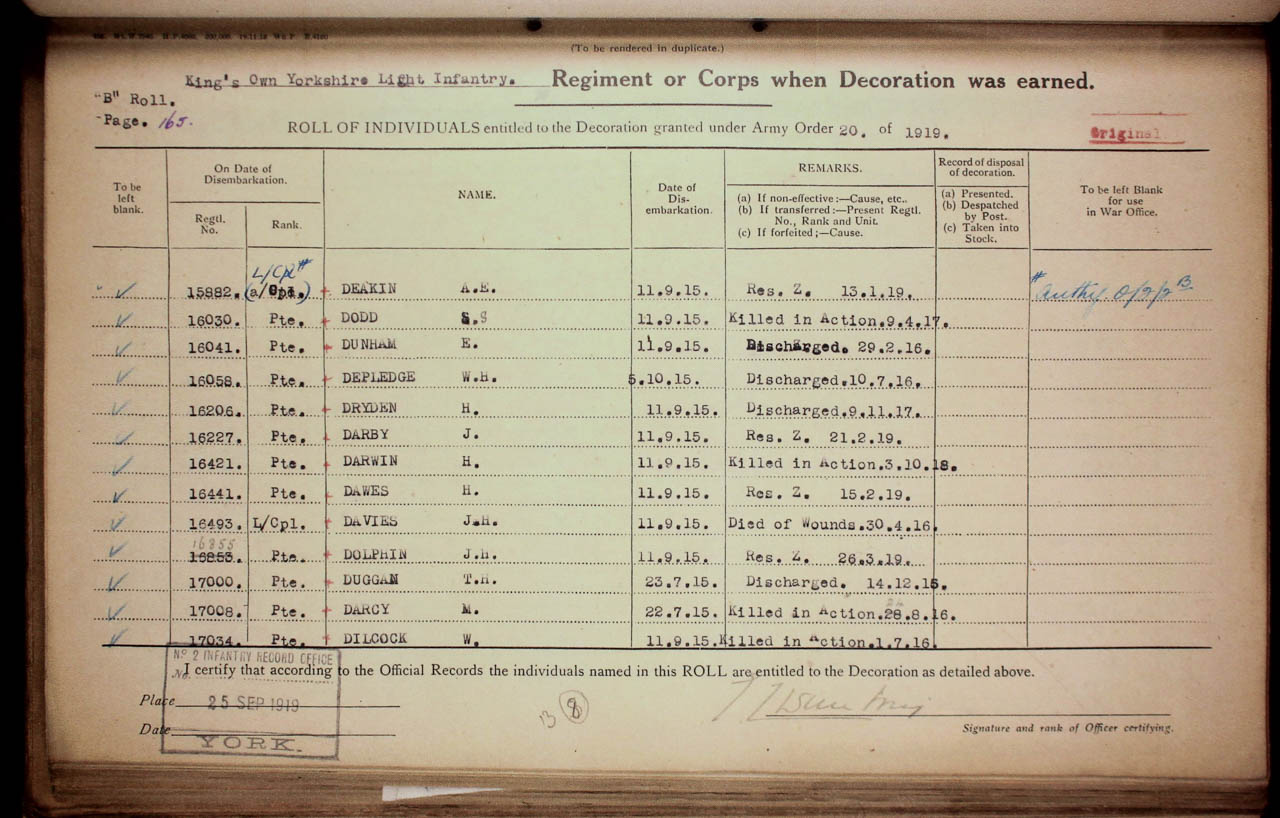 (To be rendered in duplicate.)
King's Own Yorkshire Light Infantry. Regiment or Corps when Decoration was earned.
"B" Roll.
Page. 165.
ROLL OF INDIVIDUALS entitled to the Decoration granted under Army Order 20. of 1919.
Original
To be left blank.
On Date of Disembarkation.
Regtl. No.
Rank.
NAME.
Date of Dis-embarkation.
REMARKS.
(a) If non-effective:—Cause, etc..
(b) If transferred:—Present Regtl. No., Rank and Unit.
(c) If forfeited;—Cause.
Record of disposal of decoration.
(a) Presented.
(b) Despatched by Post.
(c) Taken into Stock.
To be left Blank for use in War Office.
L/Cpl #
15882. (a/Cpl.) DEAKIN A.E. 11.9.15. Res. Z. 13.1.19. # Authy 0/2/2B
16030. Pte. DODD S. 11.9.15. Killed in Action.9.4.17.
16041. Pte. DUNHAM E. 11.9.15. Discharged. 29.2.16.
16058. Pte. DEPLEDGE W.H. 5.10.15. Discharged.10.7.16.
16206. Pte. DRYDEN H. 11.9.15. Discharged.9.11.17.
16227. Pte. DARBY J. 11.9.15. Res. Z. 21.2.19.
16421. Pte. DARWIN H. 11.9.15. Killed in Action.3.10.18.
16441. Pte. DAWES H. 11.9.15. Res. Z. 15.2.19.
16493. L/Cpl. DAVIES J.H. 11.9.15. Died of Wounds.30.4.16.
16855
16853. Pte. DOLPHIN J.H. 11.9.15. Res. Z. 26.3.19.
17000. Pte. DUGGAN T.H. 23.7.15. Discharged. 14.12.15.
17008. Pte. DARCY M. 22.7.15. Killed in Action.28.8.16.
17034. Pte. DILCOCK W. 11.9.15. Killed in Action.1.7.16.
No 2 INFANTRY RECORD OFFICE
No.
I certify that according to the Official Records the individuals named in this ROLL are entitled to the Decoration as detailed above.
Place
25 SEP 1919
Date
YORK.
B 8
Signature and rank of Officer certifying.